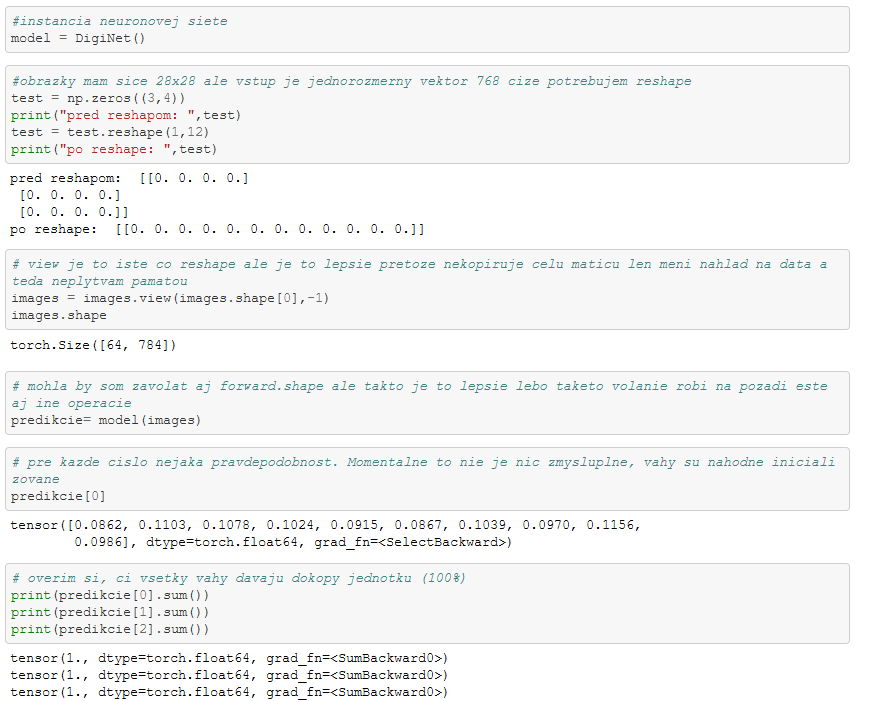 #instancia neuronovej siete
model = DigiNet()
#obrazky mam sice 28x28 ale vstup je jednorozmerny vektor 768 cize potrebujem reshape
test = np.zeros((3,4))
print("pred reshapom: ",test)
test = test.reshape(1,12)
print("po reshape: ",test)
pred reshapom:  [[0. 0. 0. 0.]
 [0. 0. 0. 0.]
 [0. 0. 0. 0.]]
po reshape:  [[0. 0. 0. 0. 0. 0. 0. 0. 0. 0. 0. 0.]]
# view je to iste co reshape ale je to lepsie pretoze nekopiruje celu maticu len meni nahlad na data a
teda neplytvam pamatou
images = images.view(images.shape[0],-1)
images.shape
torch.Size([64, 784])
# mohla by som zavolat aj forward.shape ale takto je to lepsie lebo taketo volanie robi na pozadi este
aj ine operacie
predikcie= model(images)
# pre kazde cislo nejaka pravdepodobnost. Momentalne to nie je nic zmysluplne, vahy su nahodne iniciali
zovane
predikcie[0]
tensor([0.0862, 0.1103, 0.1078, 0.1024, 0.0915, 0.0867, 0.1039, 0.0970, 0.1156,
        0.0986], dtype=torch.float64, grad_fn=<SelectBackward>)
# overim si, ci vsetky vahy davaju dokopy jednotku (100%)
print(predikcie[0].sum())
print(predikcie[1].sum())
print(predikcie[2].sum())
tensor(1., dtype=torch.float64, grad_fn=<SumBackward0>)
tensor(1., dtype=torch.float64, grad_fn=<SumBackward0>)
tensor(1., dtype=torch.float64, grad_fn=<SumBackward0>)